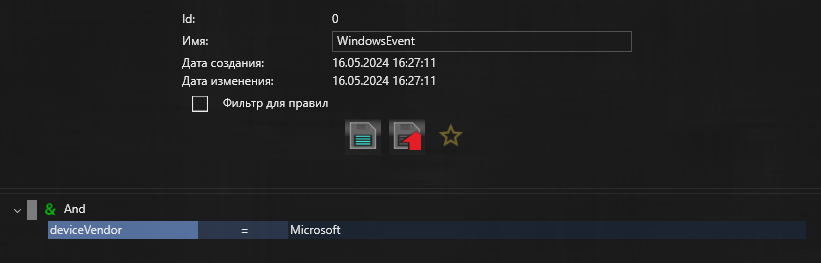 Id: 0
Имя: WindowsEvent
Дата создания: 16.05.2024 16:27:11
Дата изменения: 16.05.2024 16:27:11
Фильтр для правил
& And
deviceVendor = Microsoft